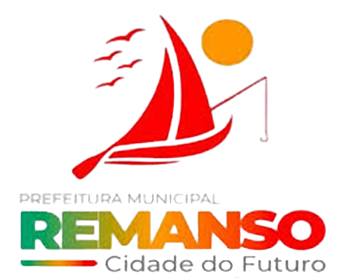 PREFEITURA MUNICIPAL
REMANSO
Cidade do Futuro